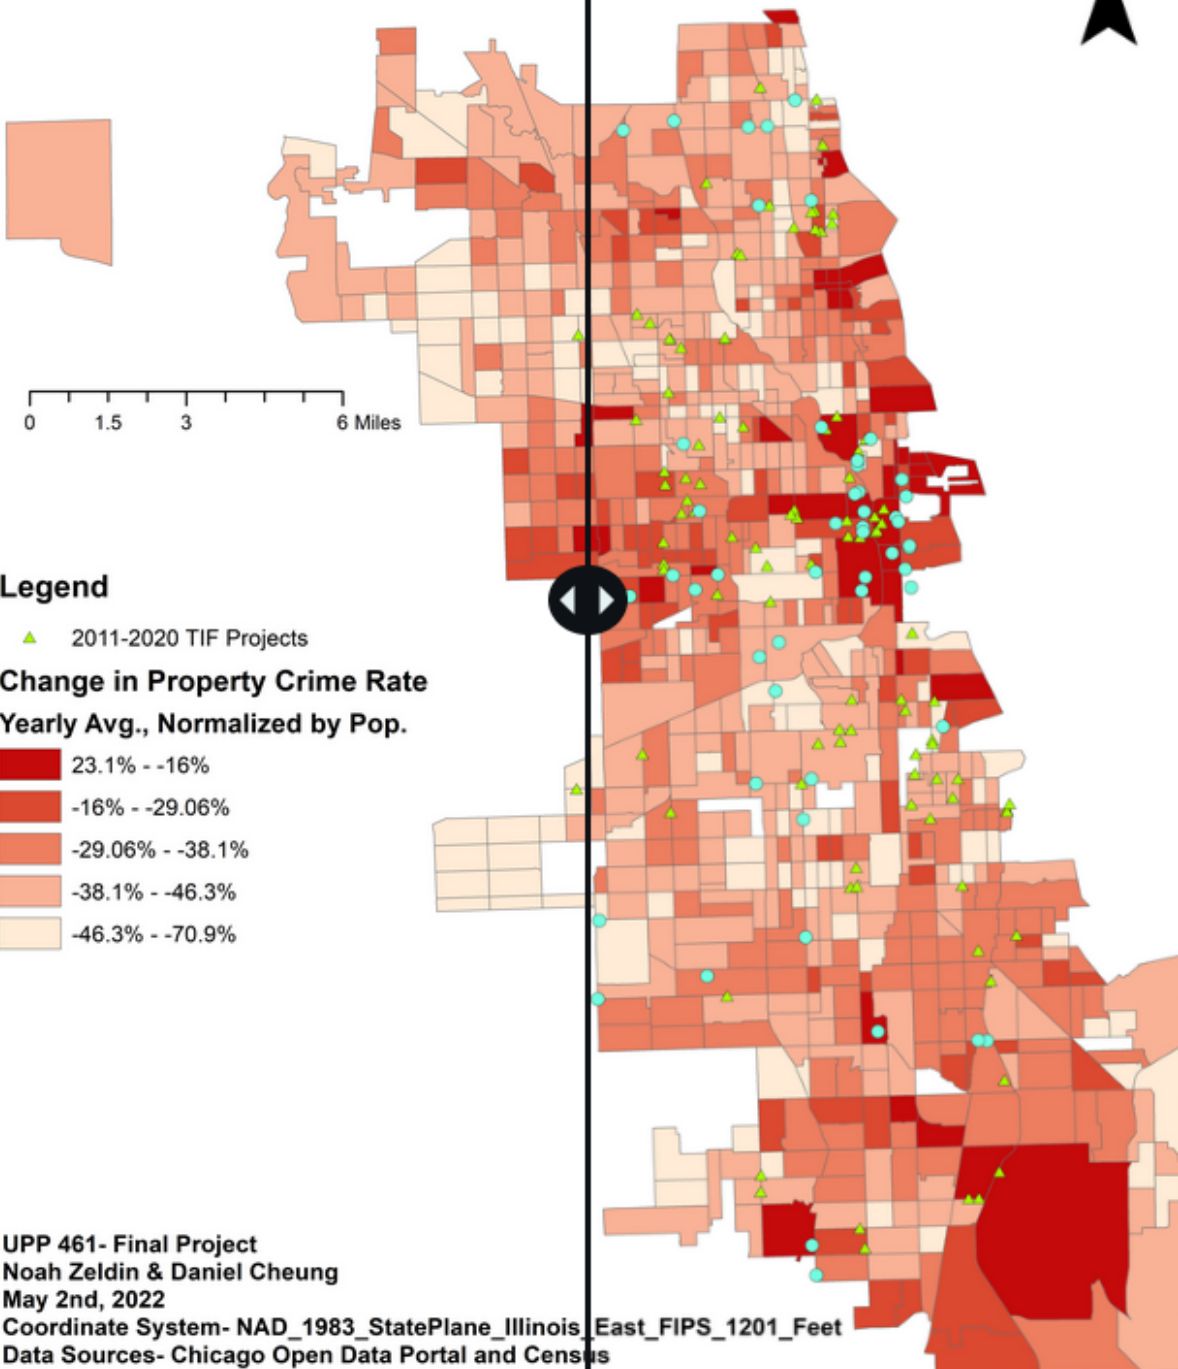 0 1.5 3 6 Miles
Legend
2011-2020 TIF Projects
Change in Property Crime Rate
Yearly Avg., Normalized by Pop.
23.1% - -16%
-16% - -29.06%
-29.06% - -38.1%
-38.1% - -46.3%
-46.3% - -70.9%
UPP 461- Final Project
Noah Zeldin & Daniel Cheung
May 2nd, 2022
Coordinate System- NAD_1983_StatePlane_Illinois_East_FIPS_1201_Feet
Data Sources- Chicago Open Data Portal and Census